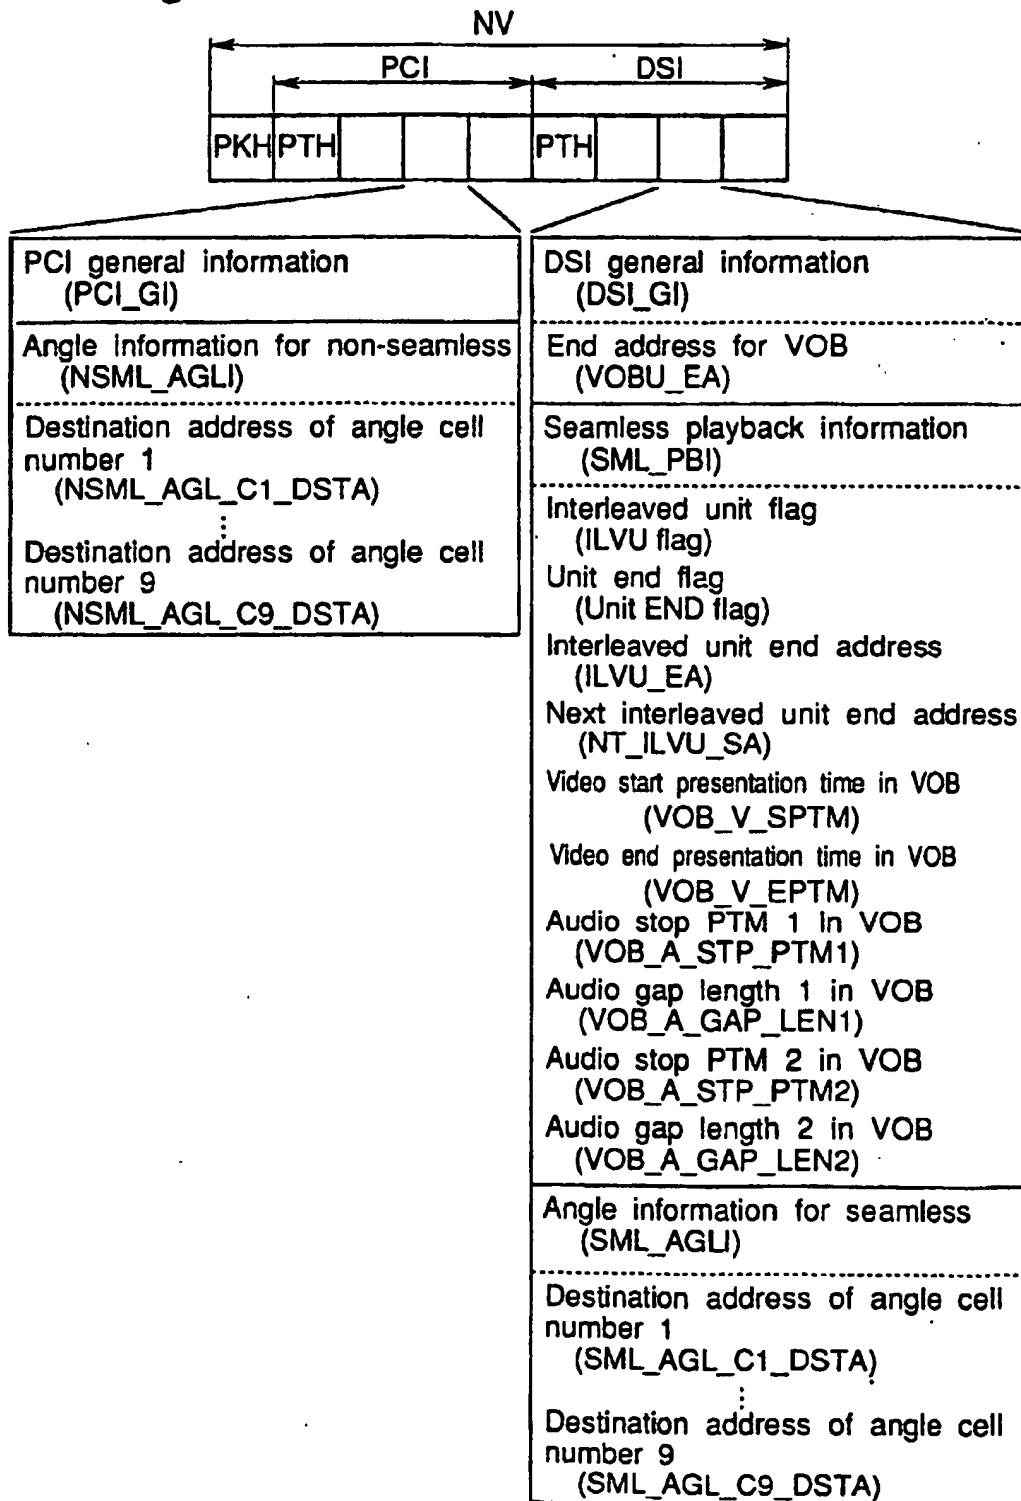 NV
PCI DSI
PKH PTH PTH
PCI general information
(PCI_GI)
Angle information for non-seamless
(NSML_AGLI)
Destination address of angle cell
number 1
(NSML_AGL_C1_DSTA)
Destination address of angle cell
number 9
(NSML_AGL_C9_DSTA)
DSI general information
(DSI_GI)
End address for VOB
(VOBU_EA)
Seamless playback information
(SML_PBI)
Interleaved unit flag
(ILVU flag)
Unit end flag
(Unit END flag)
Interleaved unit end address
(ILVU_EA)
Next interleaved unit end address
(NT_ILVU_SA)
Video start presentation time in VOB
(VOB_V_SPTM)
Video end presentation time in VOB
(VOB_V_EPTM)
Audio stop PTM 1 in VOB
(VOB_A_STP_PTM1)
Audio gap length 1 in VOB
(VOB_A_GAP_LEN1)
Audio stop PTM 2 in VOB
(VOB_A_STP_PTM2)
Audio gap length 2 in VOB
(VOB_A_GAP_LEN2)
Angle information for seamless
(SML_AGLI)
Destination address of angle cell
number 1
(SML_AGL_C1_DSTA)
Destination address of angle cell
number 9
(SML_AGL_C9_DSTA)